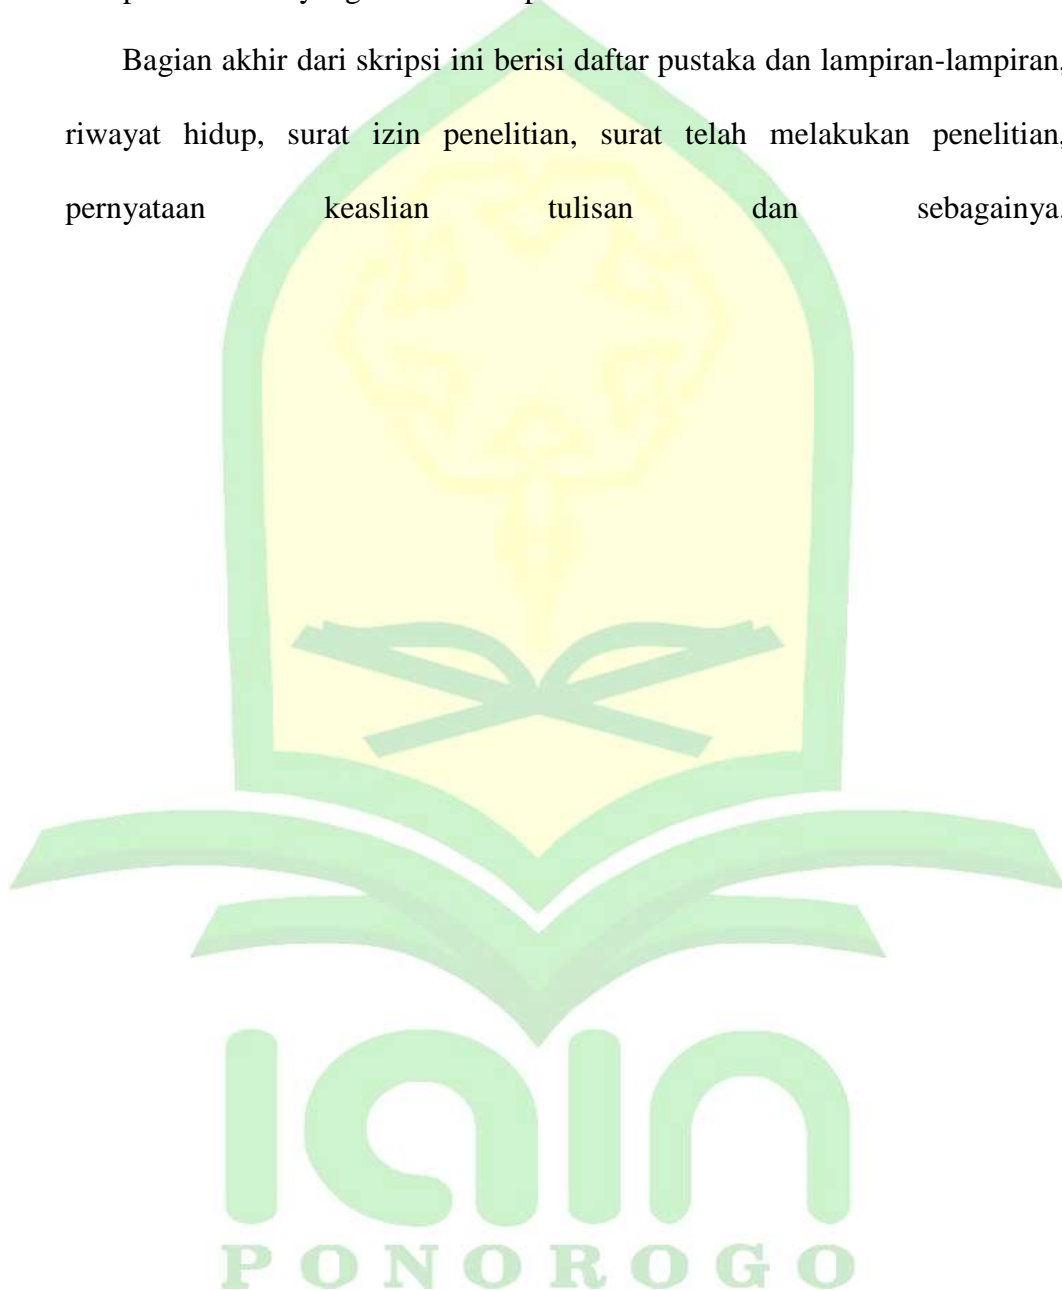 Bagian akhir dari skripsi ini berisi daftar pustaka dan lampiran-lampiran,
riwayat hidup, surat izin penelitian, surat telah melakukan penelitian,
pernyataan keaslian tulisan dan sebagainya.
iain
PONOROGO